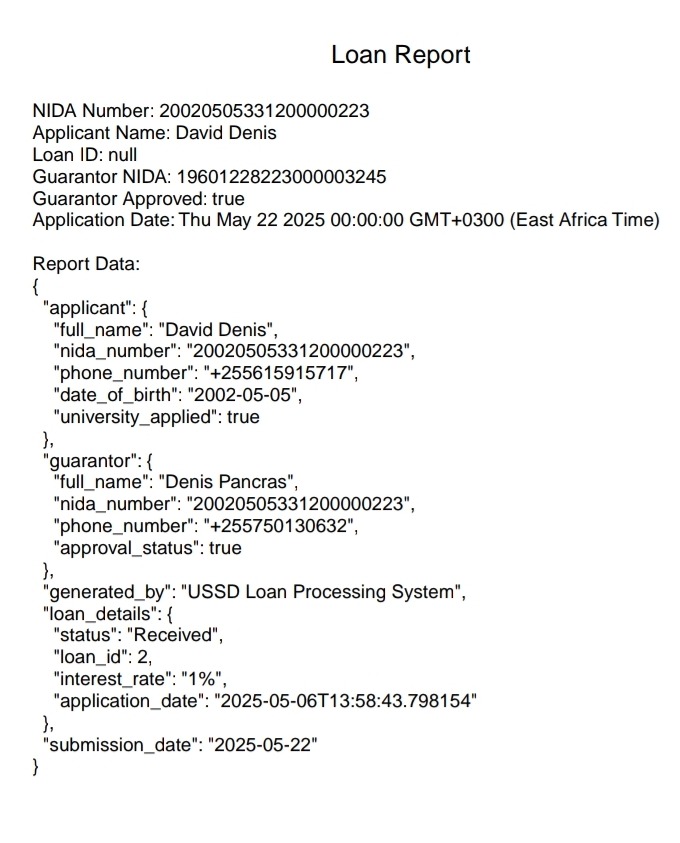 Loan Report
NIDA Number: 20020505331200000223
Applicant Name: David Denis
Loan ID: null
Guarantor NIDA: 19601228223000003245
Guarantor Approved: true
Application Date: Thu May 22 2025 00:00:00 GMT+0300 (East Africa Time)
Report Data:
{
"applicant": {
"full_name": "David Denis",
"nida_number": "20020505331200000223",
"phone_number": "+255615915717",
"date_of_birth": "2002-05-05",
"university_applied": true
},
"guarantor": {
"full_name": "Denis Pancras",
"nida_number": "20020505331200000223",
"phone_number": "+255750130632",
"approval_status": true
},
"generated_by": "USSD Loan Processing System",
"loan_details": {
"status": "Received",
"loan_id": 2,
"interest_rate": "1%",
"application_date": "2025-05-06T13:58:43.798154"
},
"submission_date": "2025-05-22"
}